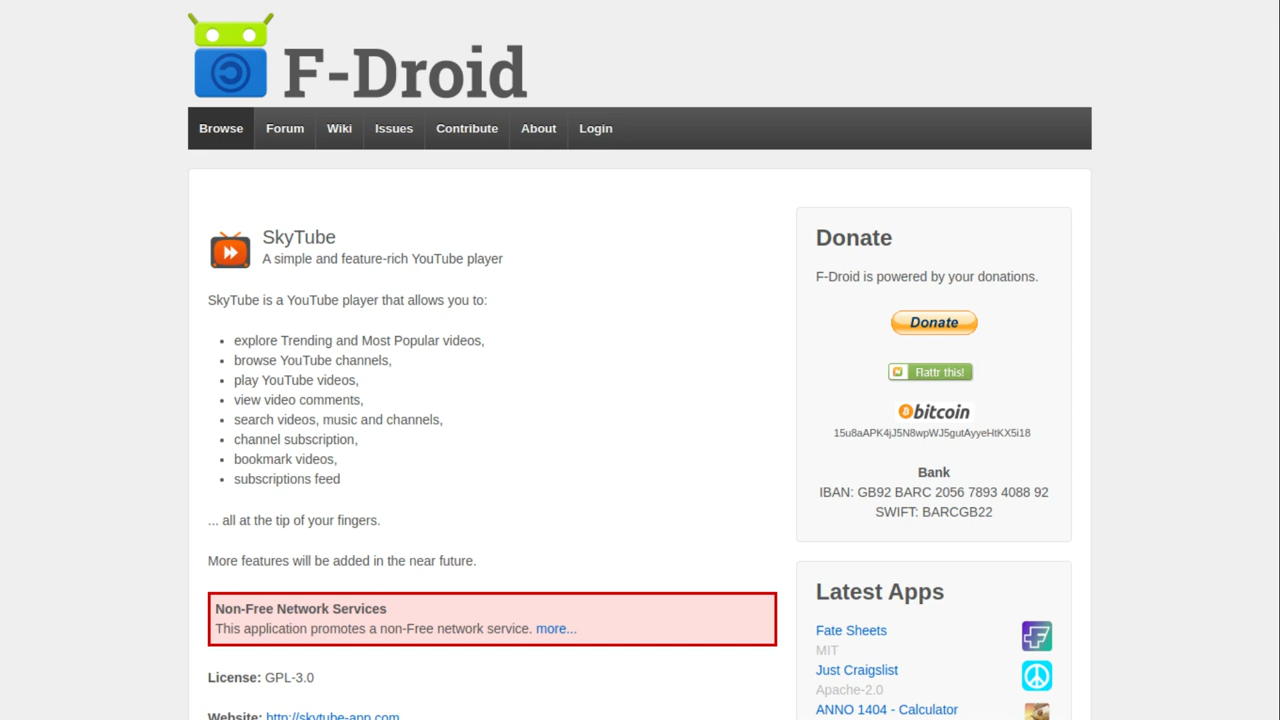 F-Droid
Browse
Forum
Wiki
Issues
Contribute
About
Login
SkyTube
A simple and feature-rich YouTube player
SkyTube is a YouTube player that allows you to:
• explore Trending and Most Popular videos,
• browse YouTube channels,
• play YouTube videos,
• view video comments,
• search videos, music and channels,
• channel subscription,
• bookmark videos,
• subscriptions feed
... all at the tip of your fingers.
More features will be added in the near future.
Non-Free Network Services
This application promotes a non-Free network service. more...
License: GPL-3.0
Website: http://skytube-app.com
Donate
F-Droid is powered by your donations.
Donate
Flattr this!
bitcoin
15u8aAPK4jJ5N8wpWJ5gutAyyeHtKX5i18
Bank
IBAN: GB92 BARC 2056 7893 4088 92
SWIFT: BARCGB22
Latest Apps
Fate Sheets
MIT
Just Craigslist
Apache-2.0
ANNO 1404 - Calculator